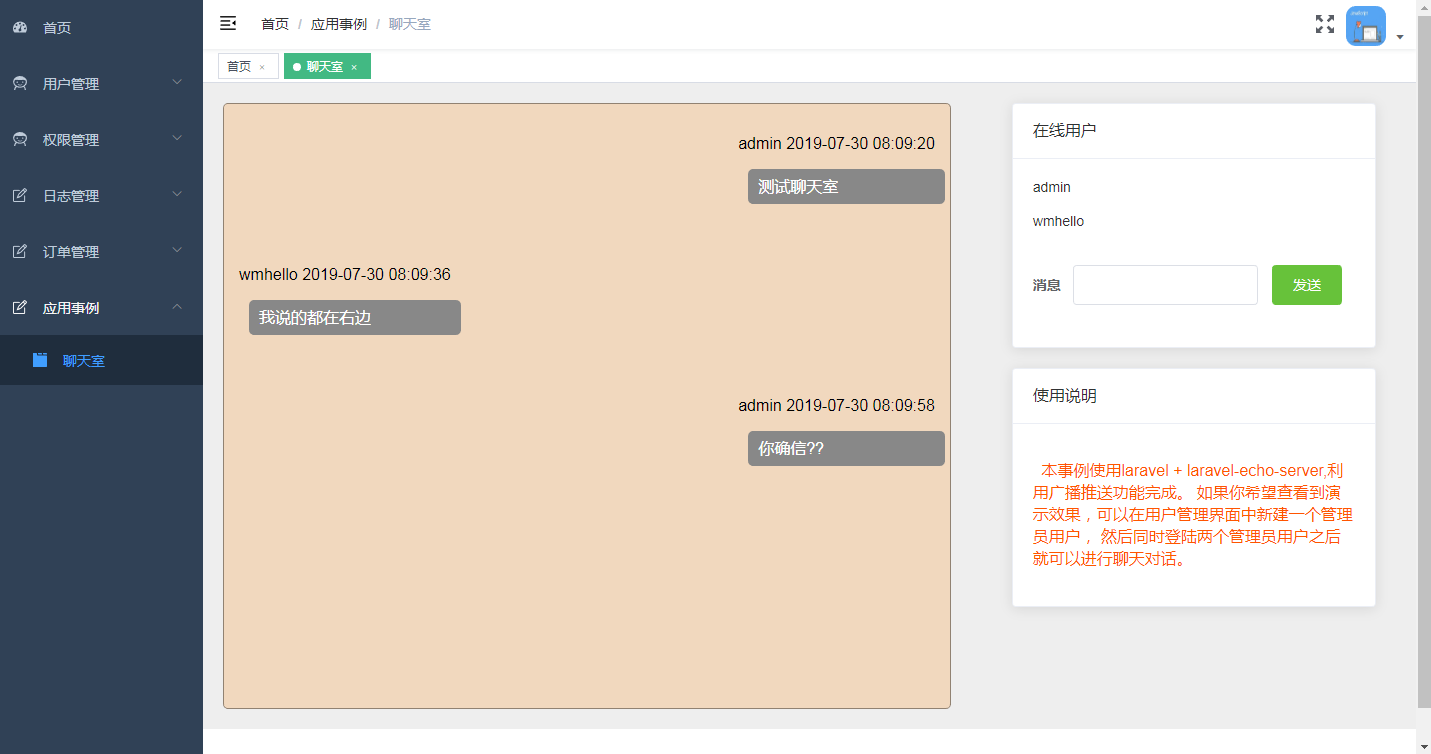 首页
用户管理
权限管理
日志管理
订单管理
应用事例
聊天室
首页 / 应用事例 / 聊天室
首页 × 聊天室 ×
admin 2019-07-30 08:09:20
测试聊天室
wmhello 2019-07-30 08:09:36
我说的都在右边
admin 2019-07-30 08:09:58
你确信??
在线用户
admin
wmhello
消息 发送
使用说明
本事例使用laravel + laravel-echo-server,利
用广播推送功能完成。 如果你希望查看到演
示效果，可以在用户管理界面中新建一个管理
员用户， 然后同时登陆两个管理员用户之后
就可以进行聊天对话。